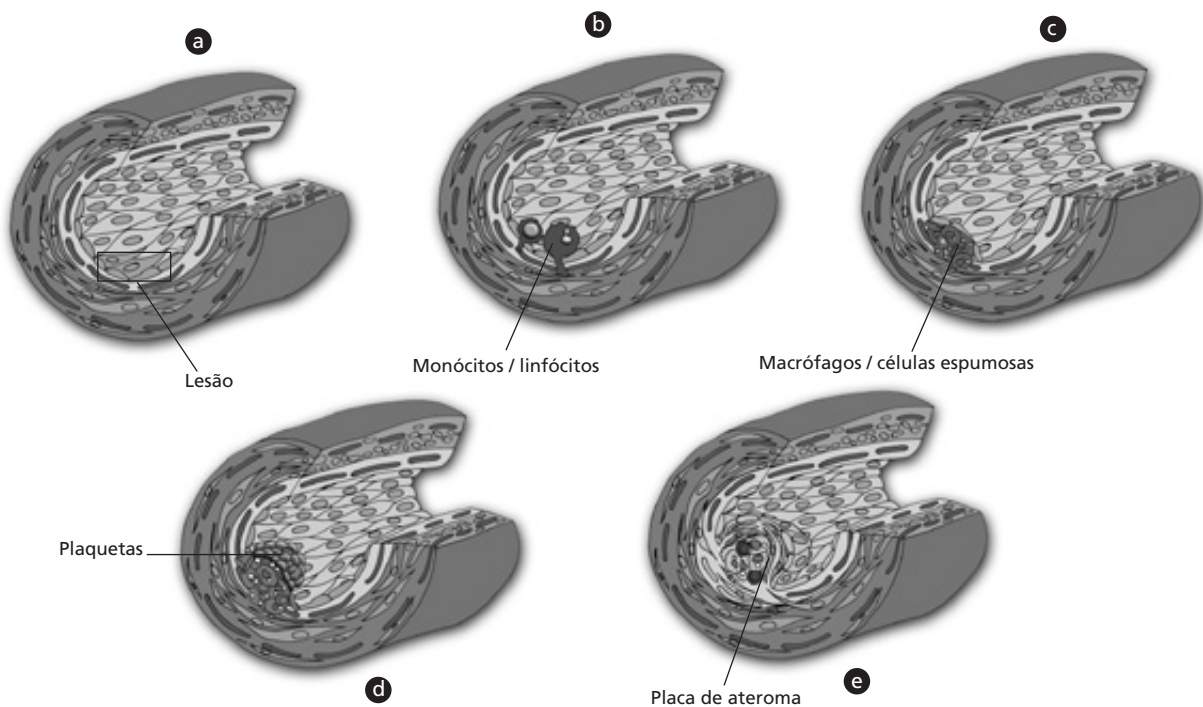 a
b
c
Lesão
Monócitos / linfócitos
Macrófagos / células espumosas
Plaquetas
d
Placa de ateroma
e